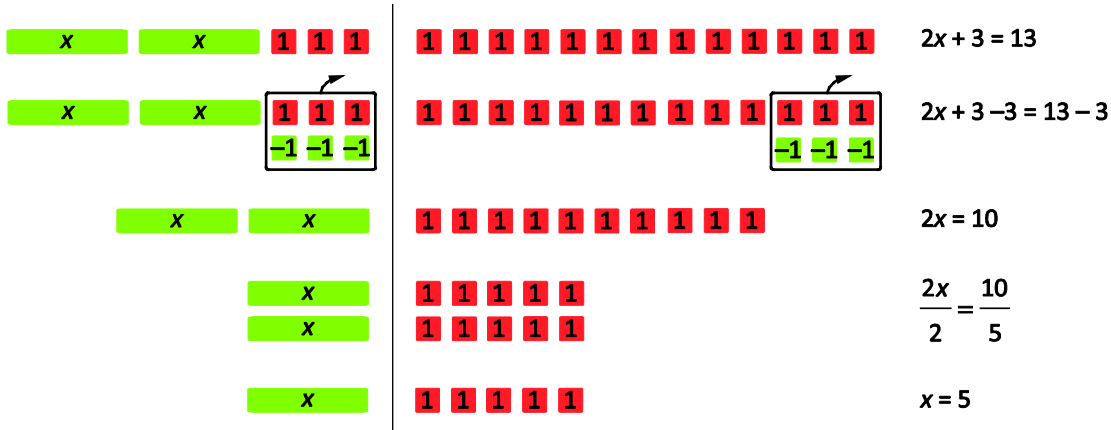 x x 1 1 1 1 1 1 1 1 1 1 1 1 1 1 1 1 2x + 3 = 13
x x 1 1 1 1 1 1 1 1 1 1 1 1 1 1 1 1 2x + 3 –3 = 13 – 3
–1 –1 –1 –1 –1 –1
x x 1 1 1 1 1 1 1 1 1 1 2x = 10
x 1 1 1 1 1
x 1 1 1 1 1
2x/2 = 10/5
x 1 1 1 1 1 x = 5